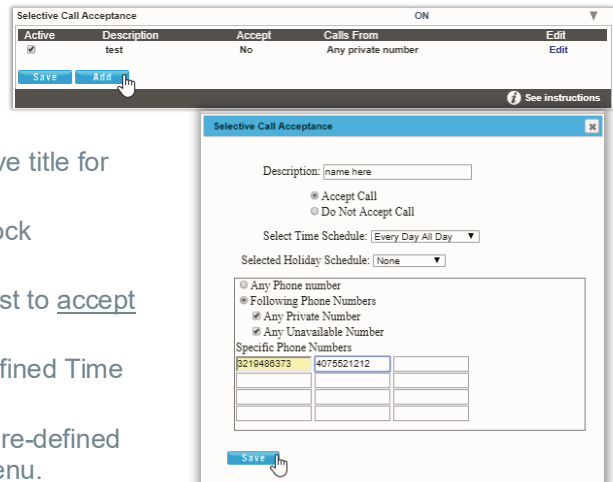 Selective Call Acceptance ON
Active Description Accept Calls From Edit
test No Any private number Edit
Save Add
See instructions
ve title for
ock
st to accept
fined Time
re-defined
enu.
Selective Call Acceptance
Description: name here
Accept Call
Do Not Accept Call
Select Time Schedule: Every Day All Day
Selected Holiday Schedule: None
Any Phone number
Following Phone Numbers
Any Private Number
Any Unavailable Number
Specific Phone Numbers
3219486373 4075521212
Save